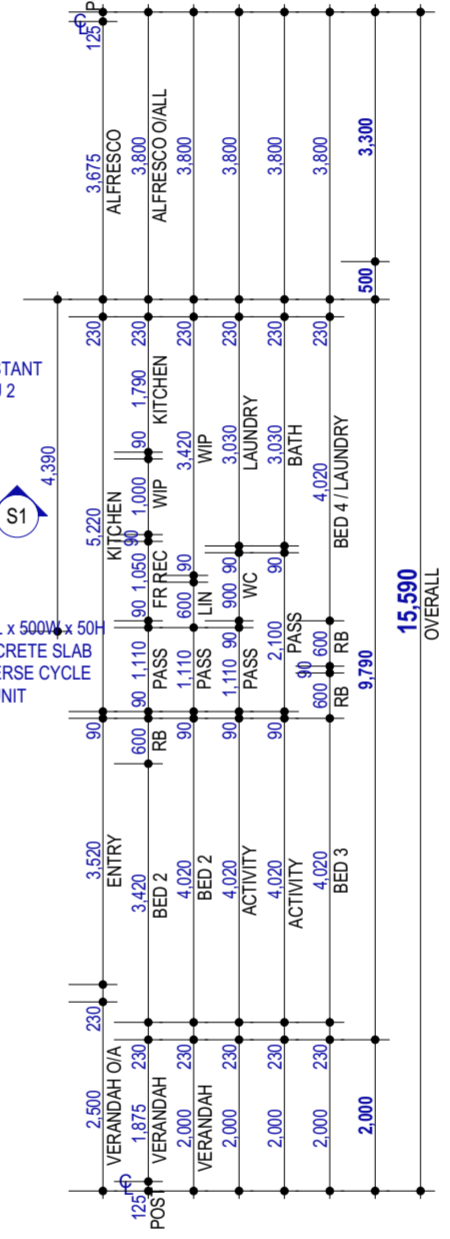 P
CL
125
3,675
ALFRESCO
230
5,220
KITCHEN
90
3,520
ENTRY
230
2,500
VERANDAH O/A
3,800
ALFRESCO O/ALL
230
1,790
KITCHEN
90
1,000
WIP
90
1,050
FR REC
90
1,110
PASS
90
600
RB
3,420
BED 2
230
1,875
VERANDAH
CL
125
POST
3,800
230
3,420
WIP
90
600
LIN
1,110
PASS
90
4,020
BED 2
230
2,000
VERANDAH
3,800
230
3,030
LAUNDRY
90
900
WC
90
1,110
PASS
90
4,020
ACTIVITY
230
2,000
3,800
230
3,030
BATH
90
2,100
PASS
90
4,020
ACTIVITY
230
2,000
3,800
230
4,020
BED 4 / LAUNDRY
600
RB
90
600
RB
4,020
BED 3
230
2,000
3,300
500
9,790
2,000
15,590
OVERALL
4,390
STANT
2
S1
L x 500W x 50H
CRETE SLAB
ERSE CYCLE
UNIT